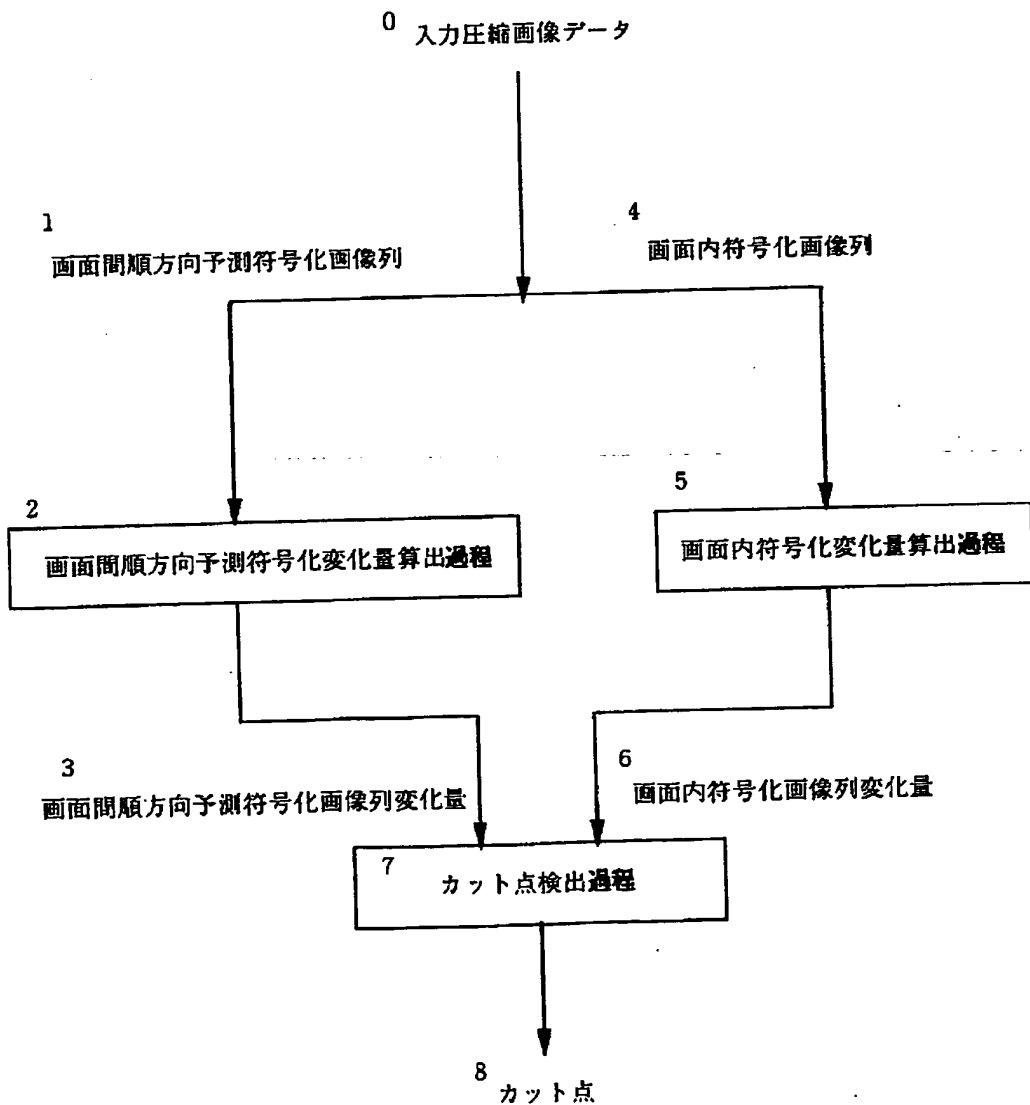 0 入力圧縮画像データ
1
画面間順方向予測符号化画像列
4
画面内符号化画像列
2
画面間順方向予測符号化変化量算出過程
5
画面内符号化変化量算出過程
3
画面間順方向予測符号化画像列変化量
6
画面内符号化画像列変化量
7
カット点検出過程
8 カット点